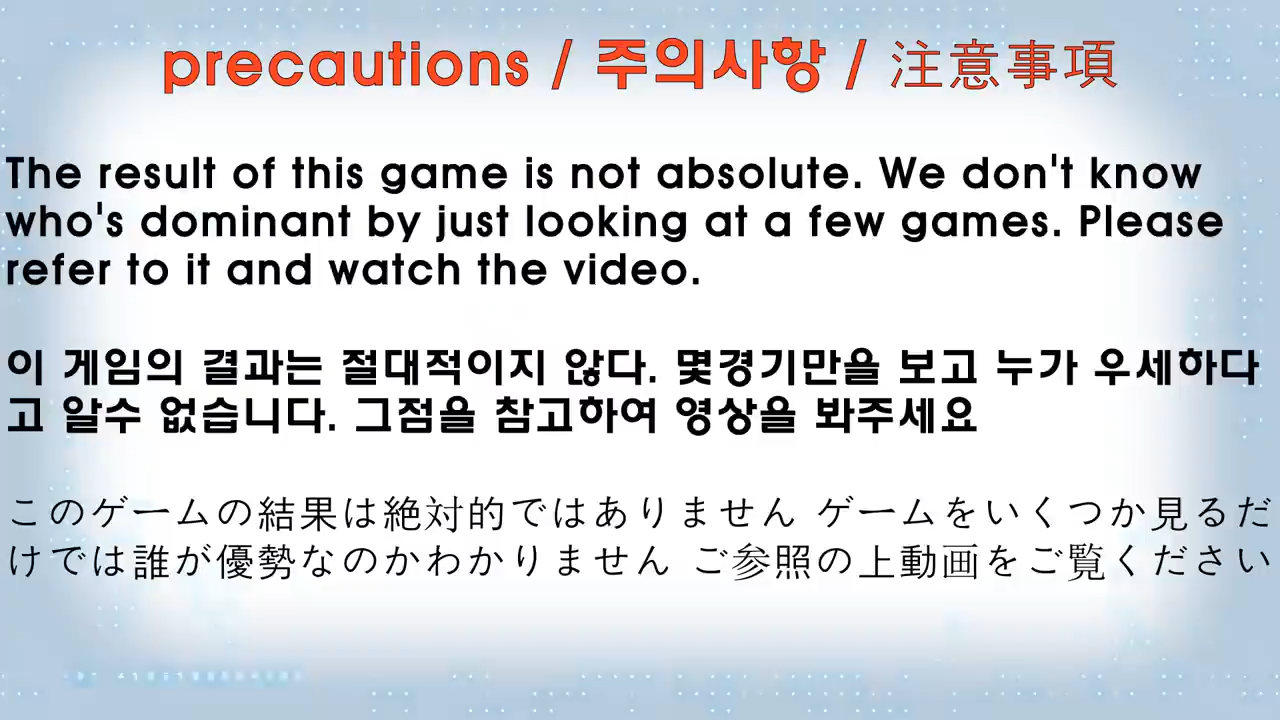 precautions / 주의사항 / 注意事項
The result of this game is not absolute. We don't know
who's dominant by just looking at a few games. Please
refer to it and watch the video.
이 게임의 결과는 절대적이지 않다. 몇경기만을 보고 누가 우세하다
고 알수 없습니다. 그점을 참고하여 영상을 봐주세요
このゲームの結果は絶対的ではありません ゲームをいくつか見るだ
けでは誰が優勢なのかわかりません ご参照の上動画をご覧ください